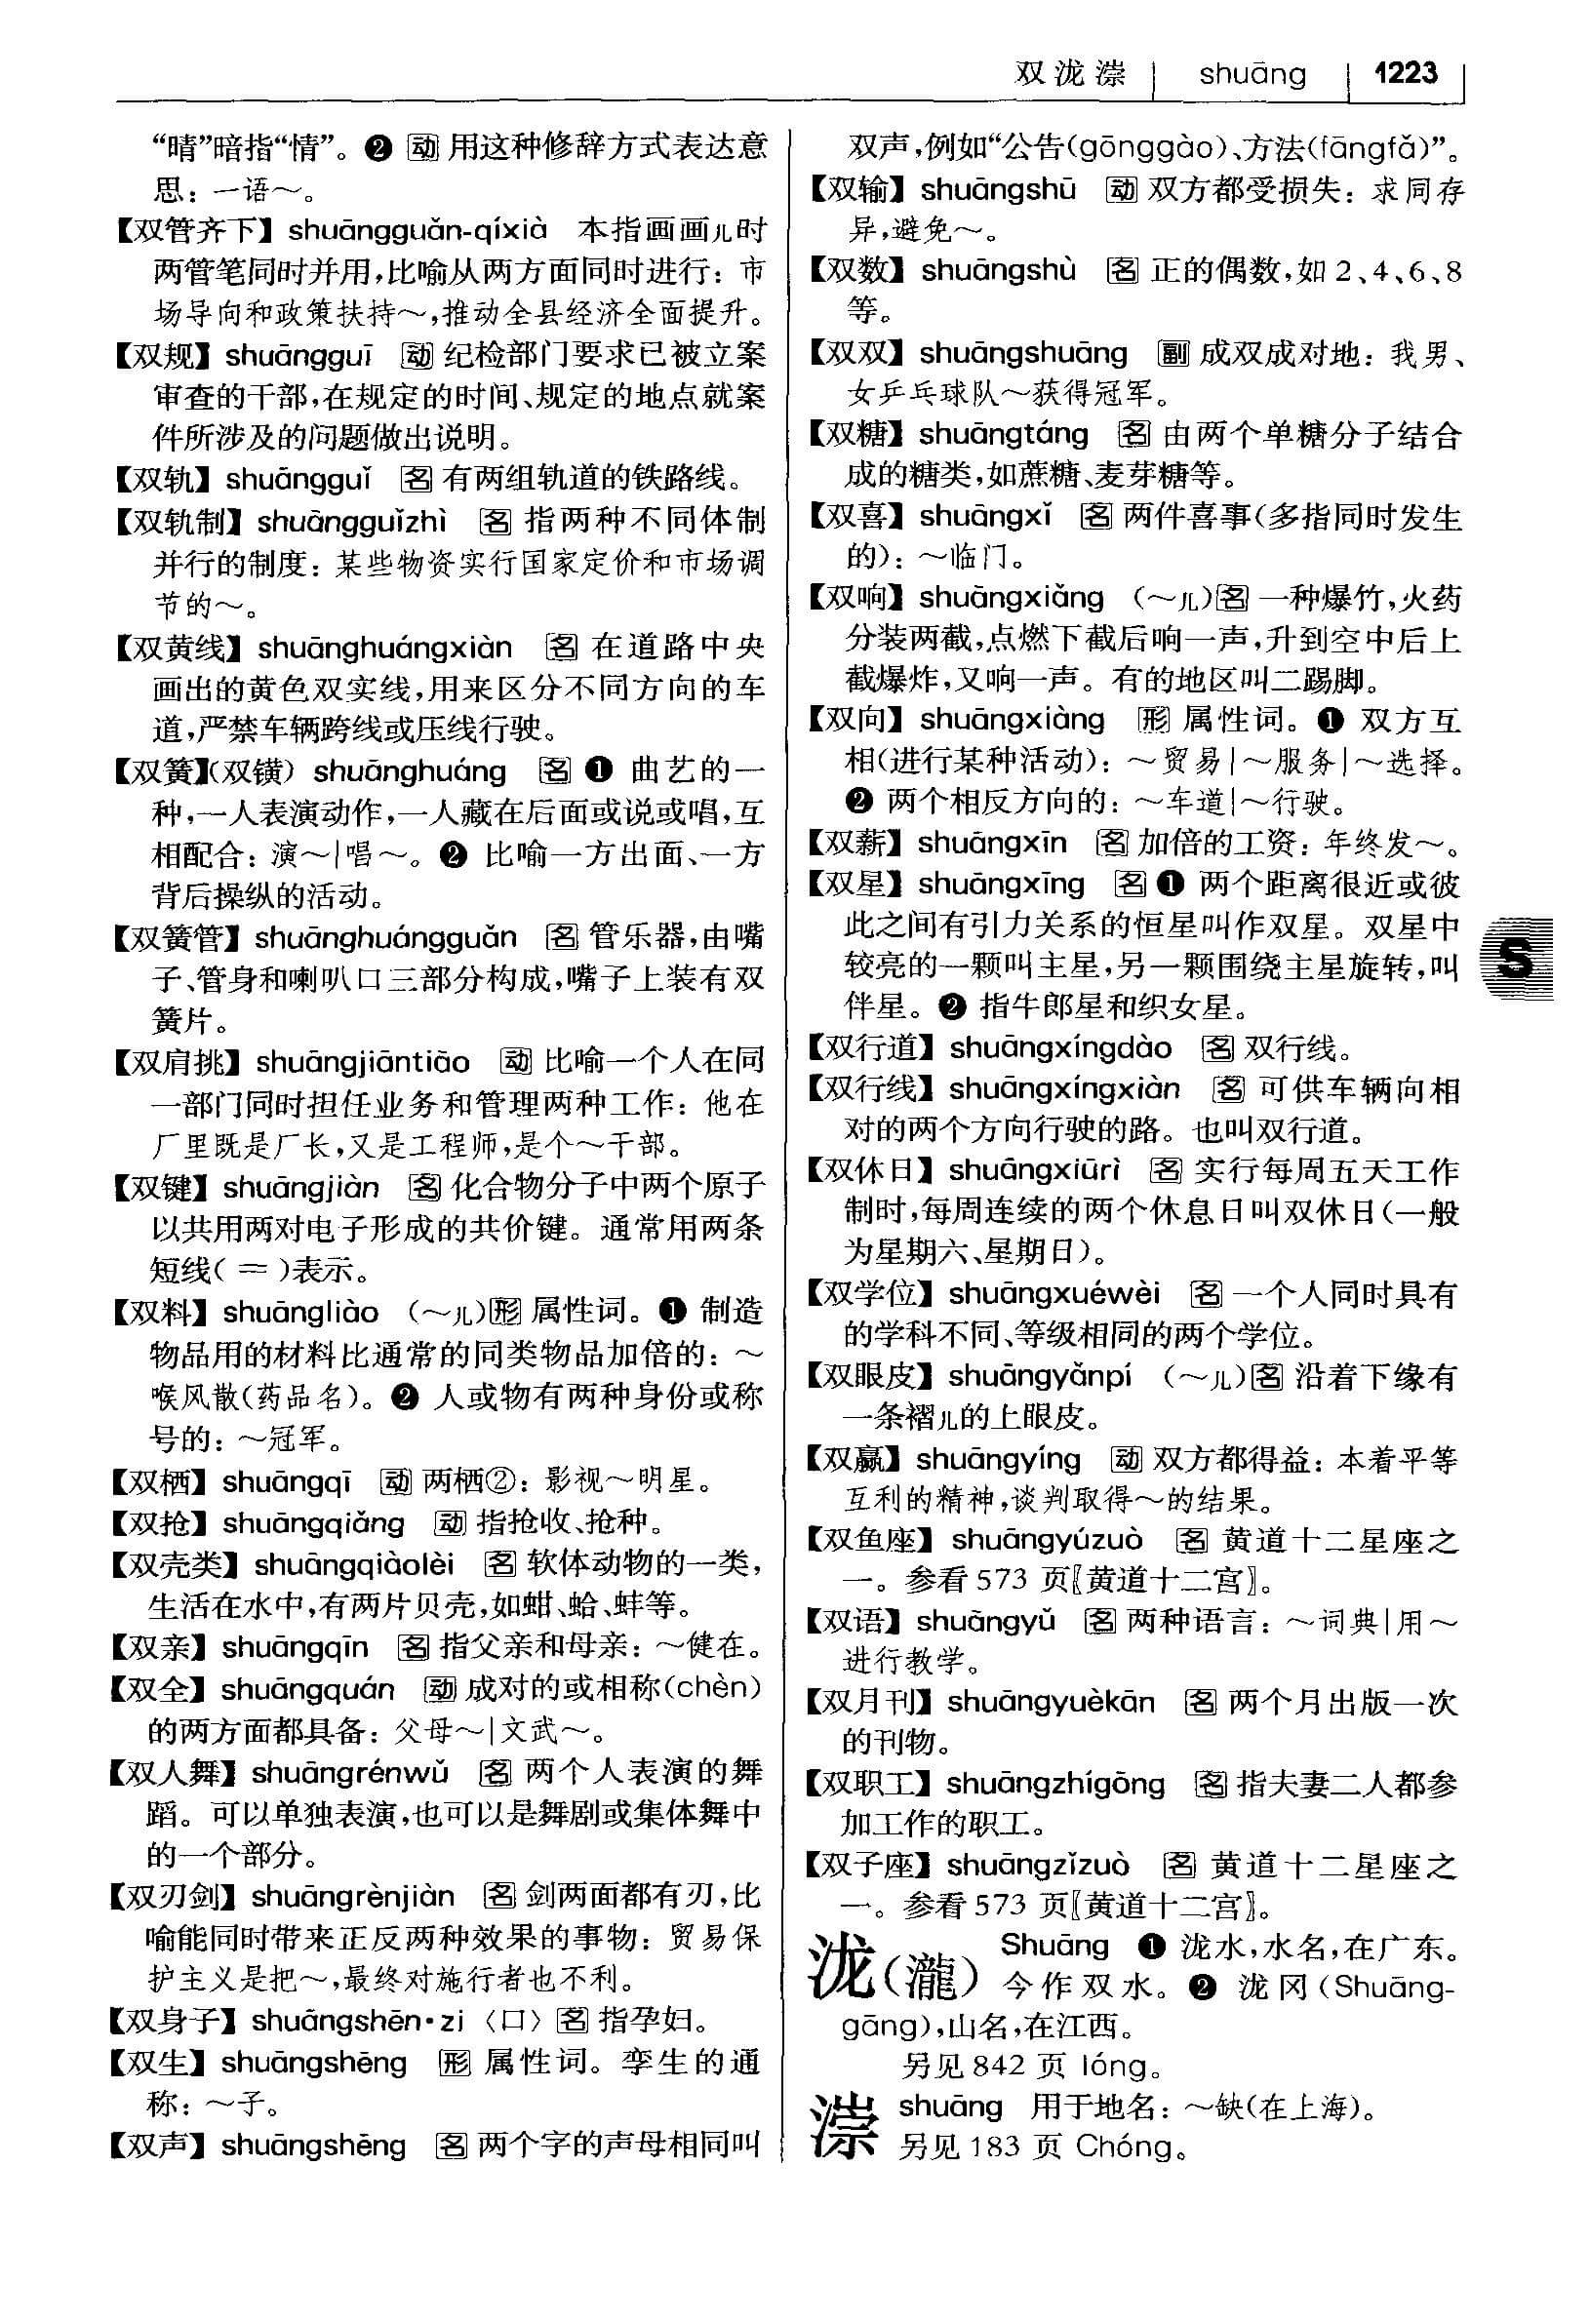 双泷漴 shuāng 1223
“晴”暗指“情”。❷ 动 用这种修辞方式表达意
思：一语～。
【双管齐下】 shuāngguǎn-qíxià 本指画画儿时
两管笔同时并用,比喻从两方面同时进行：市
场导向和政策扶持～,推动全县经济全面提升。
【双规】 shuāngguī 动 纪检部门要求已被立案
审查的干部,在规定的时间、规定的地点就案
件所涉及的问题做出说明。
【双轨】 shuāngguǐ 名 有两组轨道的铁路线。
【双轨制】 shuāngguǐzhì 名 指两种不同体制
并行的制度：某些物资实行国家定价和市场调
节的～。
【双黄线】 shuānghuángxiàn 名 在道路中央
画出的黄色双实线,用来区分不同方向的车
道,严禁车辆跨线或压线行驶。
【双簧】(双锁) shuānghuáng 名 ❶ 曲艺的一
种,一人表演动作,一人藏在后面或说或唱,互
相配合：演～|唱～。❷ 比喻一方出面、一方
背后操纵的活动。
【双簧管】 shuānghuángguǎn 名 管乐器,由嘴
子、管身和喇叭口三部分构成,嘴子上装有双
簧片。
【双肩挑】 shuāngjiāntiāo 动 比喻一个人在同
一部门同时担任业务和管理两种工作：他在
厂里既是厂长,又是工程师,是个～干部。
【双键】 shuāngjiàn 名 化合物分子中两个原子
以共用两对电子形成的共价键。通常用两条
短线( ═ )表示。
【双料】 shuāngliào (～儿)形 属性词。❶ 制造
物品用的材料比通常的同类物品加倍的：～
喉风散(药品名)。❷ 人或物有两种身份或称
号的：～冠军。
【双栖】 shuāngqī 动 两栖②：影视～明星。
【双抢】 shuāngqiǎng 动 指抢收、抢种。
【双壳类】 shuāngqiàolèi 名 软体动物的一类,
生活在水中,有两片贝壳,如蚶、蛤、蚌等。
【双亲】 shuāngqīn 名 指父亲和母亲：～健在。
【双全】 shuāngquán 动 成对的或相称(chèn)
的两方面都具备：父母～|文武～。
【双人舞】 shuāngrénwǔ 名 两个人表演的舞
蹈。可以单独表演,也可以是舞剧或集体舞中
的一个部分。
【双刃剑】 shuāngrènjiàn 名 剑两面都有刃,比
喻能同时带来正反两种效果的事物：贸易保
护主义是把～,最终对施行者也不利。
【双身子】 shuāngshēn·zi 〈口〉 名 指孕妇。
【双生】 shuāngshēng 形 属性词。孪生的通
称：～子。
【双声】 shuāngshēng 名 两个字的声母相同叫
双声,例如“公告(gōnggào)、方法(fāngfǎ)”。
【双输】 shuāngshū 动 双方都受损失：求同存
异,避免～。
【双数】 shuāngshù 名 正的偶数,如 2、4、6、8
等。
【双双】 shuāngshuāng 副 成双成对地：我男、
女乒乓球队～获得冠军。
【双糖】 shuāngtáng 名 由两个单糖分子结合
成的糖类,如蔗糖、麦芽糖等。
【双喜】 shuāngxǐ 名 两件喜事(多指同时发生
的)：～临门。
【双响】 shuāngxiǎng (～儿)名 一种爆竹,火药
分装两截,点燃下截后响一声,升到空中后上
截爆炸,又响一声。有的地区叫二踢脚。
【双向】 shuāngxiàng 形 属性词。❶ 双方互
相(进行某种活动)：～贸易|～服务|～选择。
❷ 两个相反方向的：～车道|～行驶。
【双薪】 shuāngxīn 名 加倍的工资：年终发～。
【双星】 shuāngxīng 名 ❶ 两个距离很近或彼
此之间有引力关系的恒星叫作双星。双星中
较亮的一颗叫主星,另一颗围绕主星旋转,叫
伴星。❷ 指牛郎星和织女星。
【双行道】 shuāngxíngdào 名 双行线。
【双行线】 shuāngxíngxiàn 名 可供车辆向相
对的两个方向行驶的路。也叫双行道。
【双休日】 shuāngxiūrì 名 实行每周五天工作
制时,每周连续的两个休息日叫双休日(一般
为星期六、星期日)。
【双学位】 shuāngxuéwèi 名 一个人同时具有
的学科不同、等级相同的两个学位。
【双眼皮】 shuāngyǎnpí (～儿)名 沿着下缘有
一条褶儿的上眼皮。
【双赢】 shuāngyíng 动 双方都得益：本着平等
互利的精神,谈判取得～的结果。
【双鱼座】 shuāngyúzuò 名 黄道十二星座之
一。参看 573 页〖黄道十二宫〗。
【双语】 shuāngyǔ 名 两种语言：～词典|用～
进行教学。
【双月刊】 shuāngyuèkān 名 两个月出版一次
的刊物。
【双职工】 shuāngzhígōng 名 指夫妻二人都参
加工作的职工。
【双子座】 shuāngzǐzuò 名 黄道十二星座之
一。参看 573 页〖黄道十二宫〗。
泷(瀧) Shuāng ❶ 泷水,水名,在广东。
今作双水。❷ 泷冈(Shuāng-
gāng),山名,在江西。
另见 842 页 lóng。
漴 shuāng 用于地名：～缺(在上海)。
另见 183 页 Chóng。
S